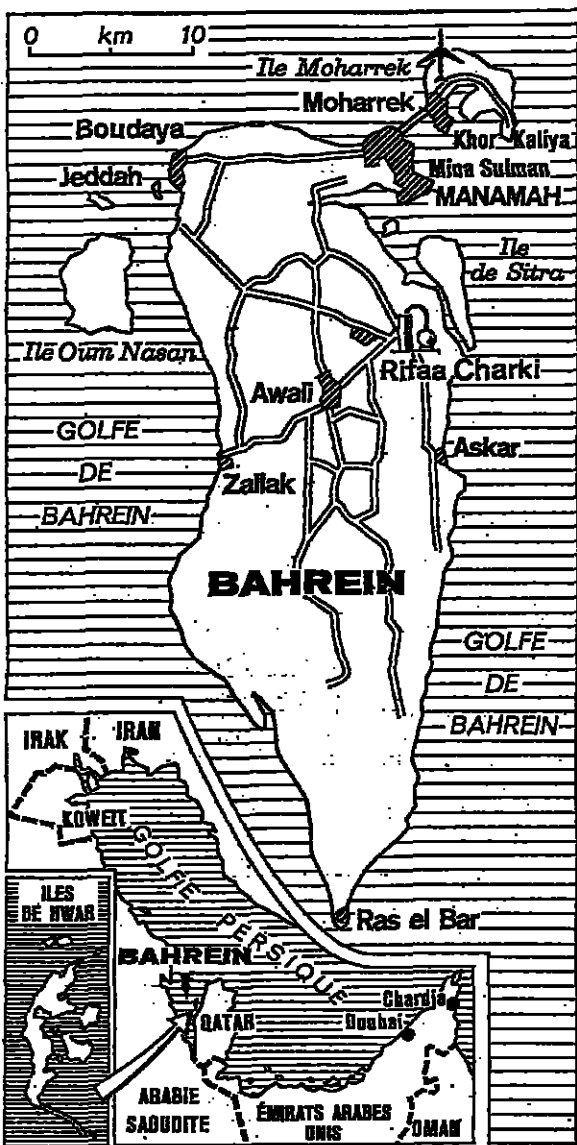 0 km 10
Ile Moharrek
Moharrek
Boudaya
Khor Kaliya
Jeddah
Mina Sulman
MANAMAH
Ile
de Sitra
Ile Oum Nasan
Rifaa Charki
Awali
GOLFE
DE
BAHREIN
Askar
Zallak
BAHREIN
GOLFE
DE
BAHREIN
IRAK
IRAN
KOWEIT
GOLFE PERSIQUE
ILES
DE HWAR
Ras el Bar
BAHREIN
Chardja
QATAR
Doubaï
ARABIE
SAOUDITE
ÉMIRATS ARABES
UNIS
OMAN